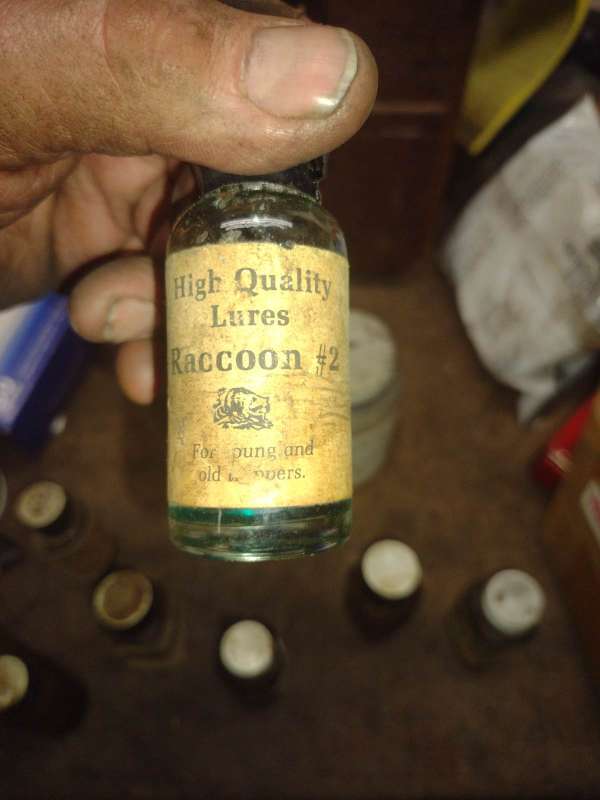 High Quality
Lures
Raccoon #2
For and
old